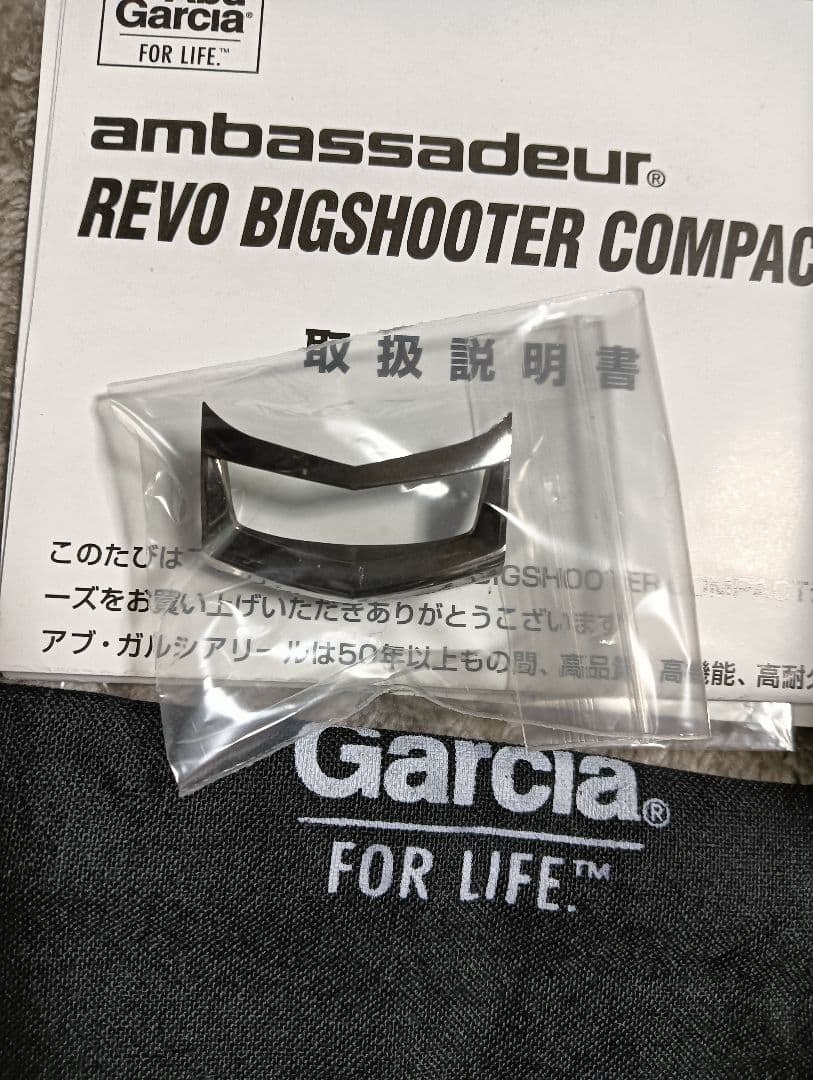 Garcia®
FOR LIFE.™
ambassadeur®
REVO BIGSHOOTER COMPAC
取扱説明書
このたびは BIGSHOOTER COMPACT
ーズをお買い上げいただきありがとうございます
アブ・ガルシアリールは50年以上もの間、高品質、高機能、高耐久
Garcia®
FOR LIFE.™